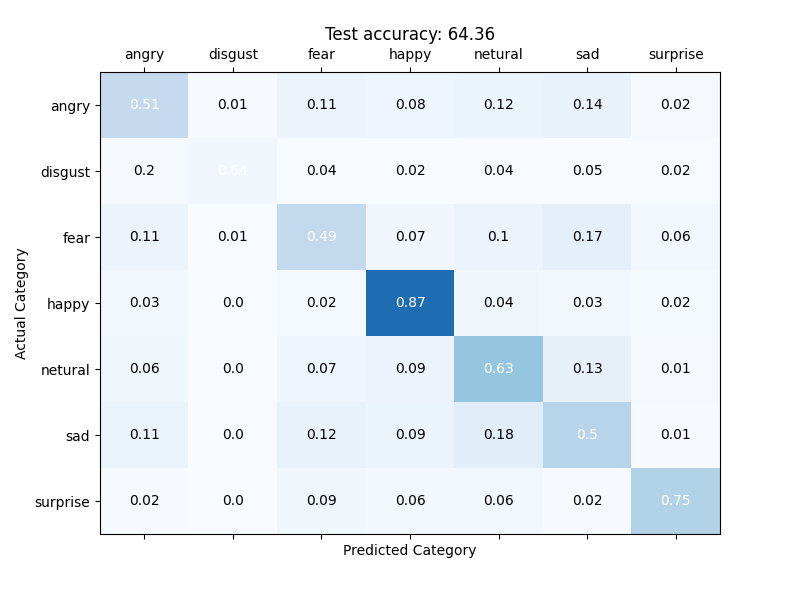 Test accuracy: 64.36
angry disgust fear happy netural sad surprise
angry 0.51 0.01 0.11 0.08 0.12 0.14 0.02
disgust 0.2 0.64 0.04 0.02 0.04 0.05 0.02
fear 0.11 0.01 0.49 0.07 0.1 0.17 0.06
happy 0.03 0.0 0.02 0.87 0.04 0.03 0.02
netural 0.06 0.0 0.07 0.09 0.63 0.13 0.01
sad 0.11 0.0 0.12 0.09 0.18 0.5 0.01
surprise 0.02 0.0 0.09 0.06 0.06 0.02 0.75
Actual Category
Predicted Category